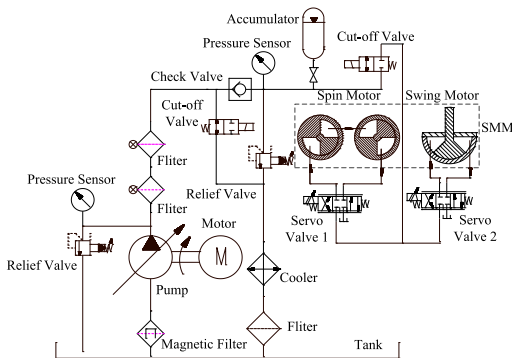 Accumulator
Pressure Sensor
Cut-off Valve
Check Valve
Spin Motor
Swing Motor
Cut-off
Valve
SMM
Fliter
Pressure Sensor
Fliter
Relief Valve
Motor
Servo
Valve 1
Servo
Valve 2
M
Relief Valve
Pump
Cooler
Magnetic Filter
Fliter
Tank